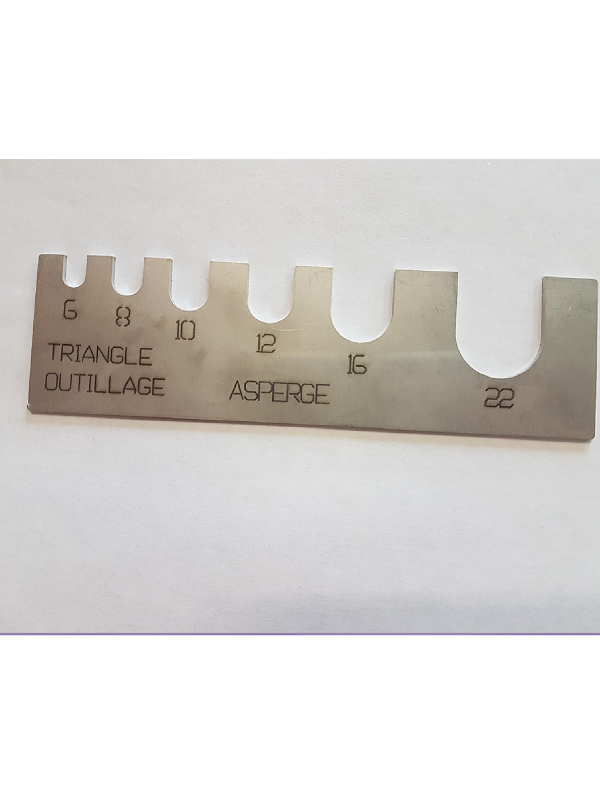 6 8 10 12 16 22
TRIANGLE
OUTILLAGE ASPERGE